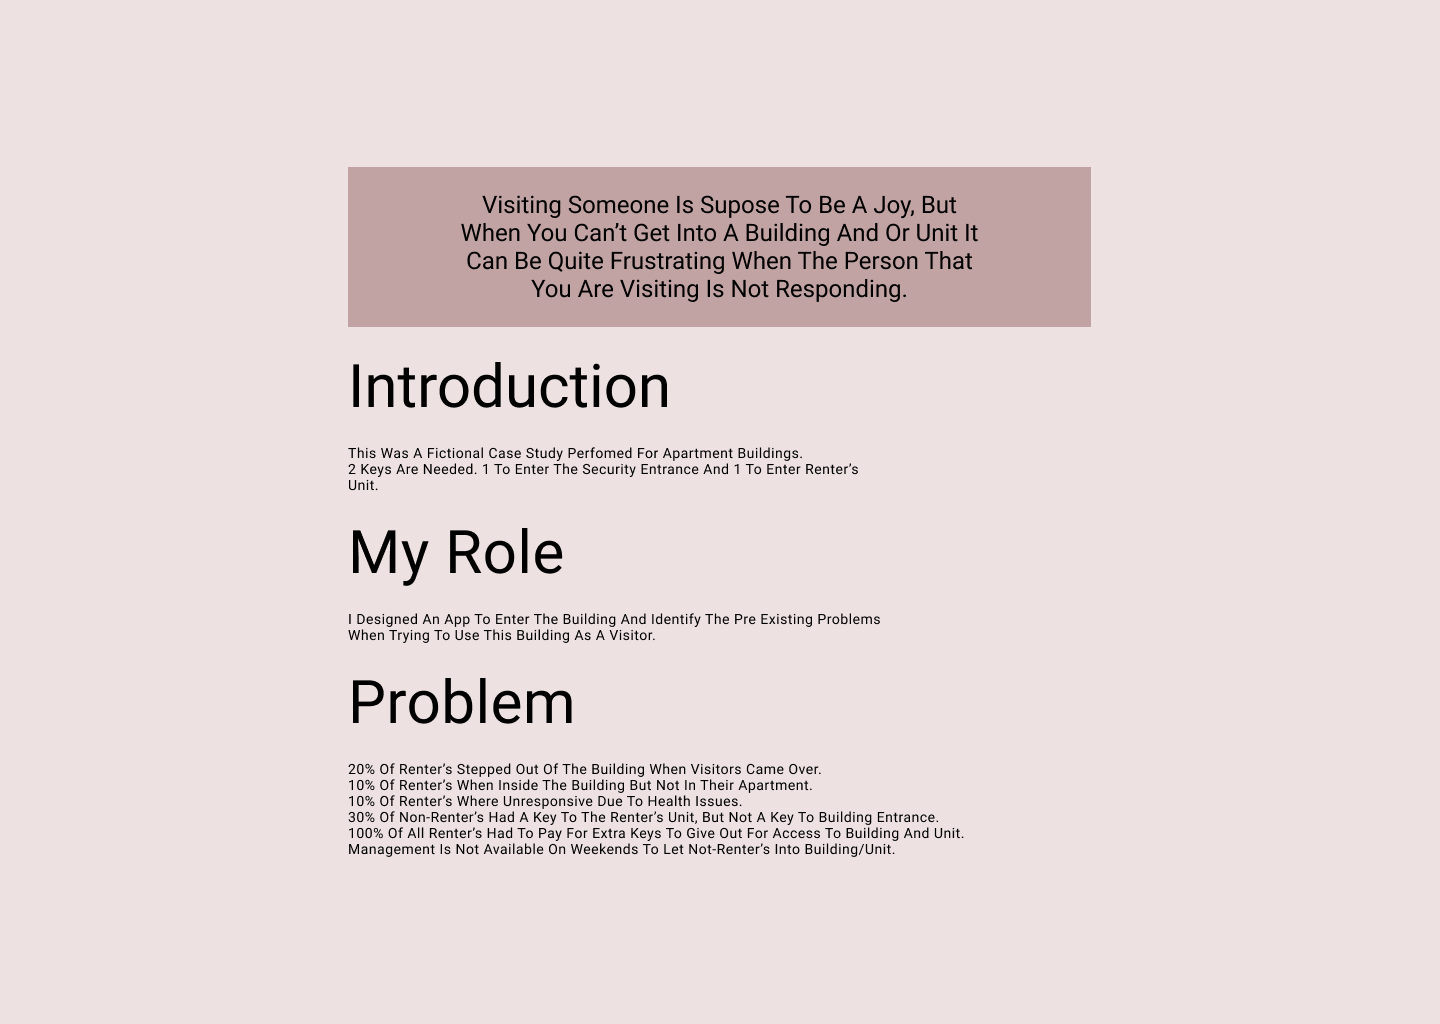 Visiting Someone Is Supose To Be A Joy, But
When You Can’t Get Into A Building And Or Unit It
Can Be Quite Frustrating When The Person That
You Are Visiting Is Not Responding.
Introduction
This Was A Fictional Case Study Perfomed For Apartment Buildings.
2 Keys Are Needed. 1 To Enter The Security Entrance And 1 To Enter Renter’s
Unit.
My Role
I Designed An App To Enter The Building And Identify The Pre Existing Problems
When Trying To Use This Building As A Visitor.
Problem
20% Of Renter’s Stepped Out Of The Building When Visitors Came Over.
10% Of Renter’s When Inside The Building But Not In Their Apartment.
10% Of Renter’s Where Unresponsive Due To Health Issues.
30% Of Non-Renter’s Had A Key To The Renter’s Unit, But Not A Key To Building Entrance.
100% Of All Renter’s Had To Pay For Extra Keys To Give Out For Access To Building And Unit.
Management Is Not Available On Weekends To Let Not-Renter’s Into Building/Unit.